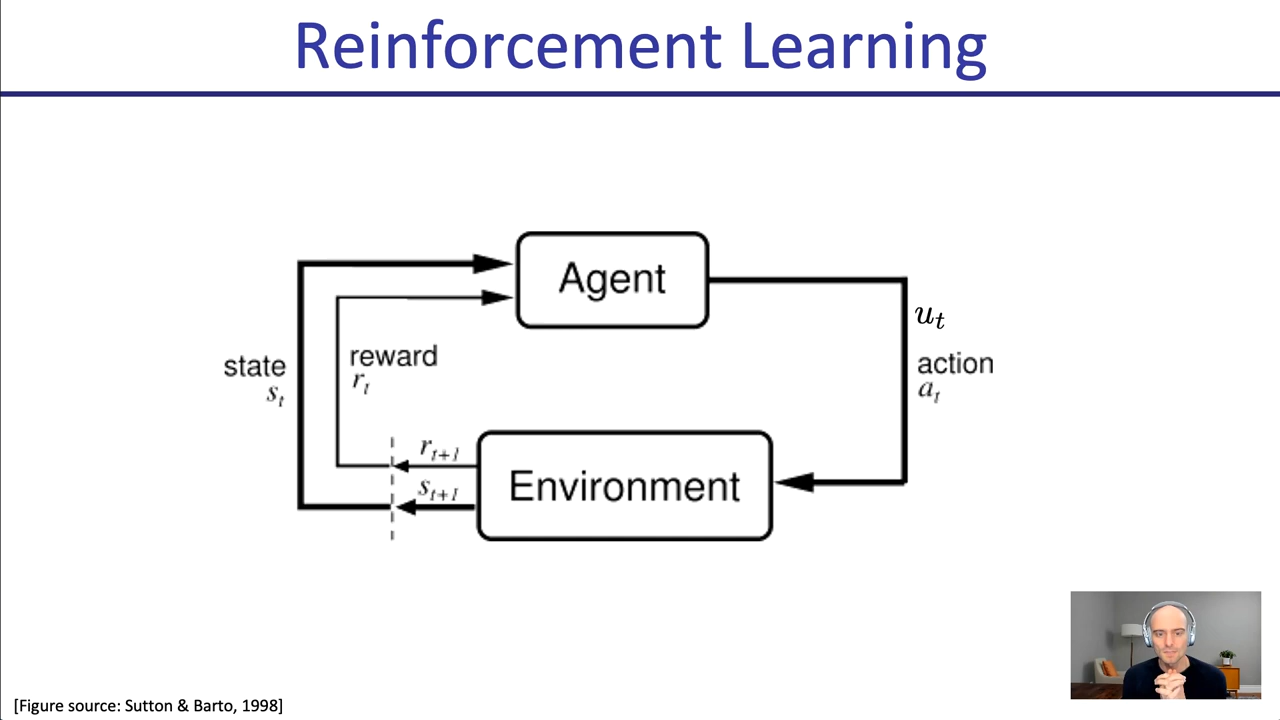 Reinforcement Learning
Agent
u_t
state
s_t
reward
r_t
action
a_t
r_{t+1}
s_{t+1}
Environment
[Figure source: Sutton & Barto, 1998]